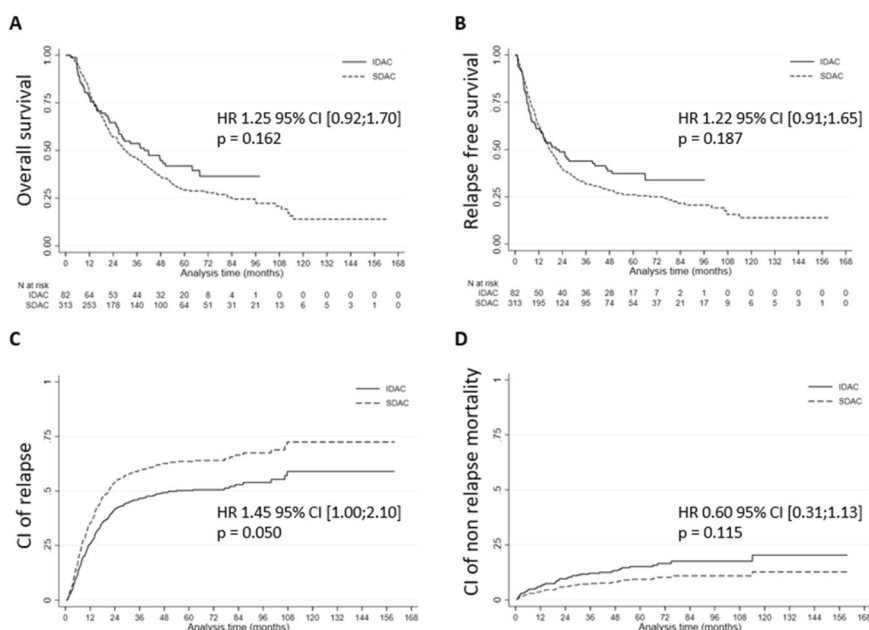 A
Overall survival
1.00
0.75
0.50
0.25
0.00
IDAC
SDAC
HR 1.25 95% CI [0.92;1.70]
p = 0.162
0 12 24 36 48 60 72 84 96 108 120 132 144 156 168
Analysis time (months)
N at risk
IDAC 82 64 53 44 32 20 8 4 1 0 0 0 0 0 0
SDAC 313 253 178 140 100 64 51 31 21 13 6 5 3 1 0
B
Relapse free survival
1.00
0.75
0.50
0.25
0.00
IDAC
SDAC
HR 1.22 95% CI [0.91;1.65]
p = 0.187
0 12 24 36 48 60 72 84 96 108 120 132 144 156 168
Analysis time (months)
N at risk
IDAC 82 50 40 36 28 17 7 2 1 0 0 0 0 0 0
SDAC 313 195 124 95 74 54 37 21 17 9 6 5 3 1 0
C
CI of relapse
1
.75
.5
.25
0
IDAC
SDAC
HR 1.45 95% CI [1.00;2.10]
p = 0.050
0 12 24 36 48 60 72 84 96 108 120 132 144 156 168
Analysis time (months)
D
CI of non relapse mortality
1
.75
.5
.25
0
IDAC
SDAC
HR 0.60 95% CI [0.31;1.13]
p = 0.115
0 12 24 36 48 60 72 84 96 108 120 132 144 156 168
Analysis time (months)